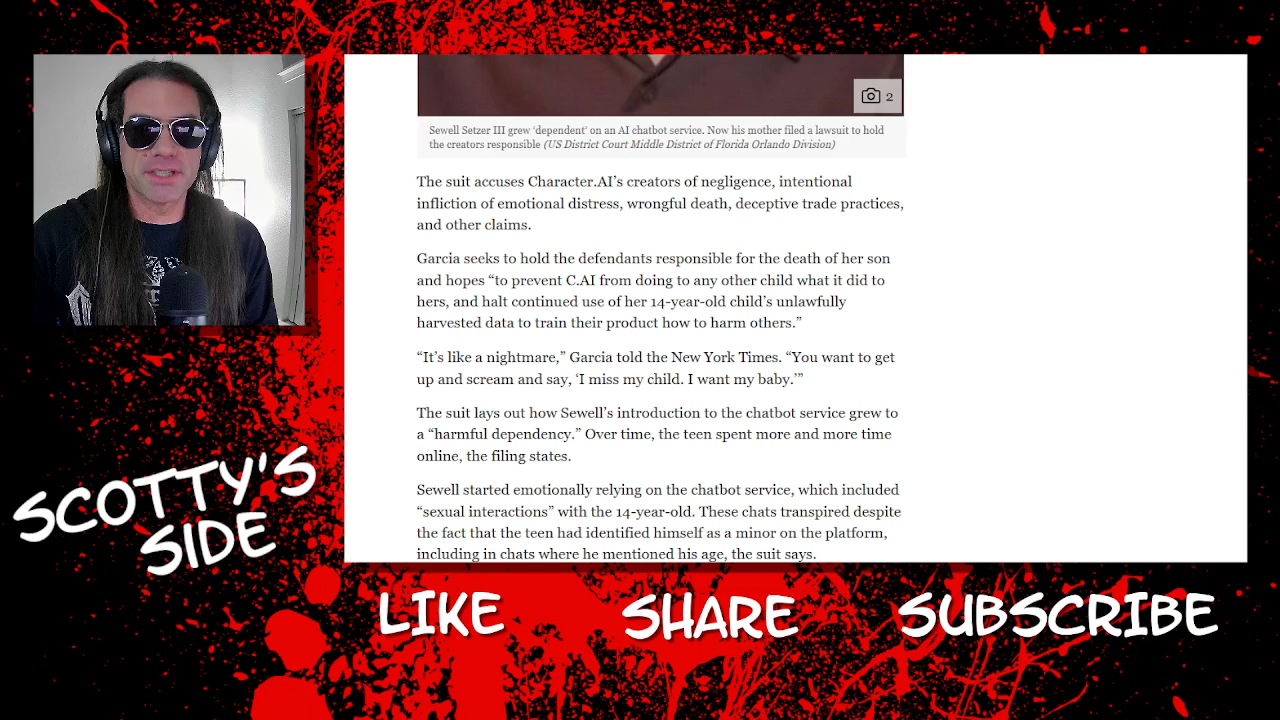 2
Sewell Setzer III grew ‘dependent’ on an AI chatbot service. Now his mother filed a lawsuit to hold
the creators responsible (US District Court Middle District of Florida Orlando Division)
The suit accuses Character.AI’s creators of negligence, intentional
infliction of emotional distress, wrongful death, deceptive trade practices,
and other claims.
Garcia seeks to hold the defendants responsible for the death of her son
and hopes “to prevent C.AI from doing to any other child what it did to
hers, and halt continued use of her 14-year-old child’s unlawfully
harvested data to train their product how to harm others.”
“It’s like a nightmare,” Garcia told the New York Times. “You want to get
up and scream and say, ‘I miss my child. I want my baby.’”
The suit lays out how Sewell’s introduction to the chatbot service grew to
a “harmful dependency.” Over time, the teen spent more and more time
online, the filing states.
Sewell started emotionally relying on the chatbot service, which included
“sexual interactions” with the 14-year-old. These chats transpired despite
the fact that the teen had identified himself as a minor on the platform,
including in chats where he mentioned his age, the suit says.
SCOTTY'S
SIDE
LIKE SHARE SUBSCRIBE